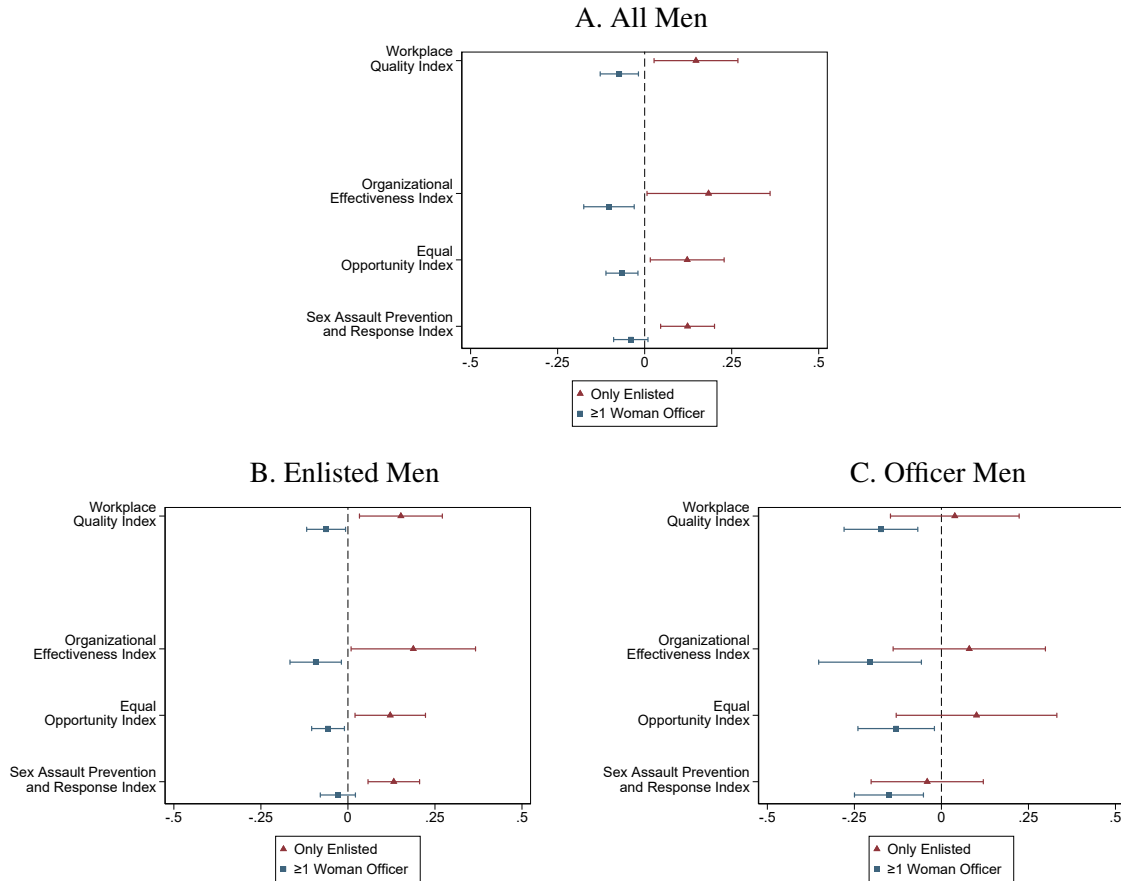 A. All Men
Workplace
Quality Index
Organizational
Effectiveness Index
Equal
Opportunity Index
Sex Assault Prevention
and Response Index
-.5 -.25 0 .25 .5
Only Enlisted
≥1 Woman Officer
B. Enlisted Men
Workplace
Quality Index
Organizational
Effectiveness Index
Equal
Opportunity Index
Sex Assault Prevention
and Response Index
-.5 -.25 0 .25 .5
Only Enlisted
≥1 Woman Officer
C. Officer Men
Workplace
Quality Index
Organizational
Effectiveness Index
Equal
Opportunity Index
Sex Assault Prevention
and Response Index
-.5 -.25 0 .25 .5
Only Enlisted
≥1 Woman Officer